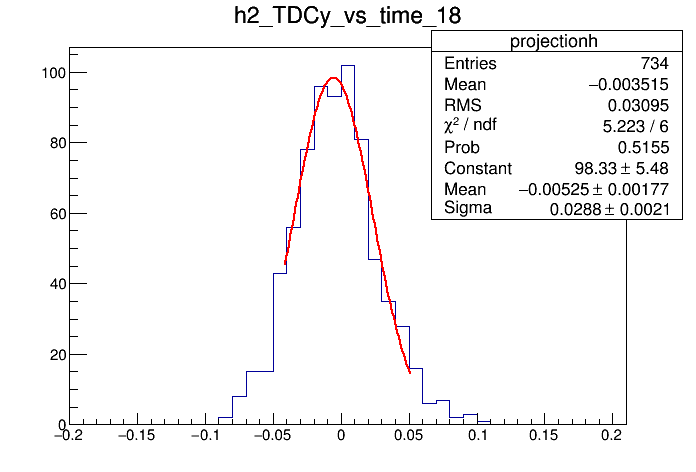 h2_TDCy_vs_time_18
projectionh
Entries 734
Mean −0.003515
RMS 0.03095
χ² / ndf 5.223 / 6
Prob 0.5155
Constant 98.33 ± 5.48
Mean −0.00525 ± 0.00177
Sigma 0.0288 ± 0.0021
100
80
60
40
20
0
−0.2 −0.15 −0.1 −0.05 0 0.05 0.1 0.15 0.2